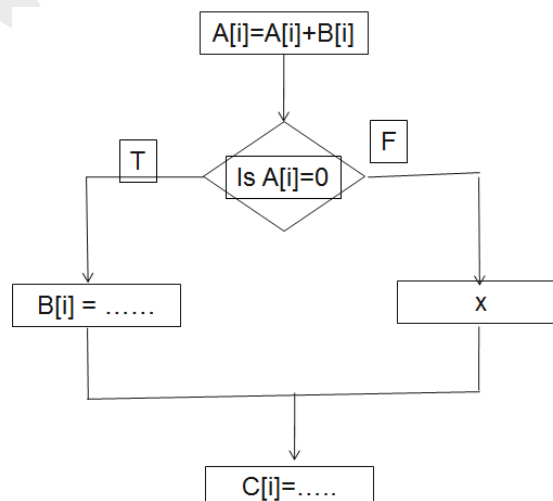 A[i]=A[i]+B[i]
T
F
Is A[i]=0
B[i] = ......
x
C[i]=.....